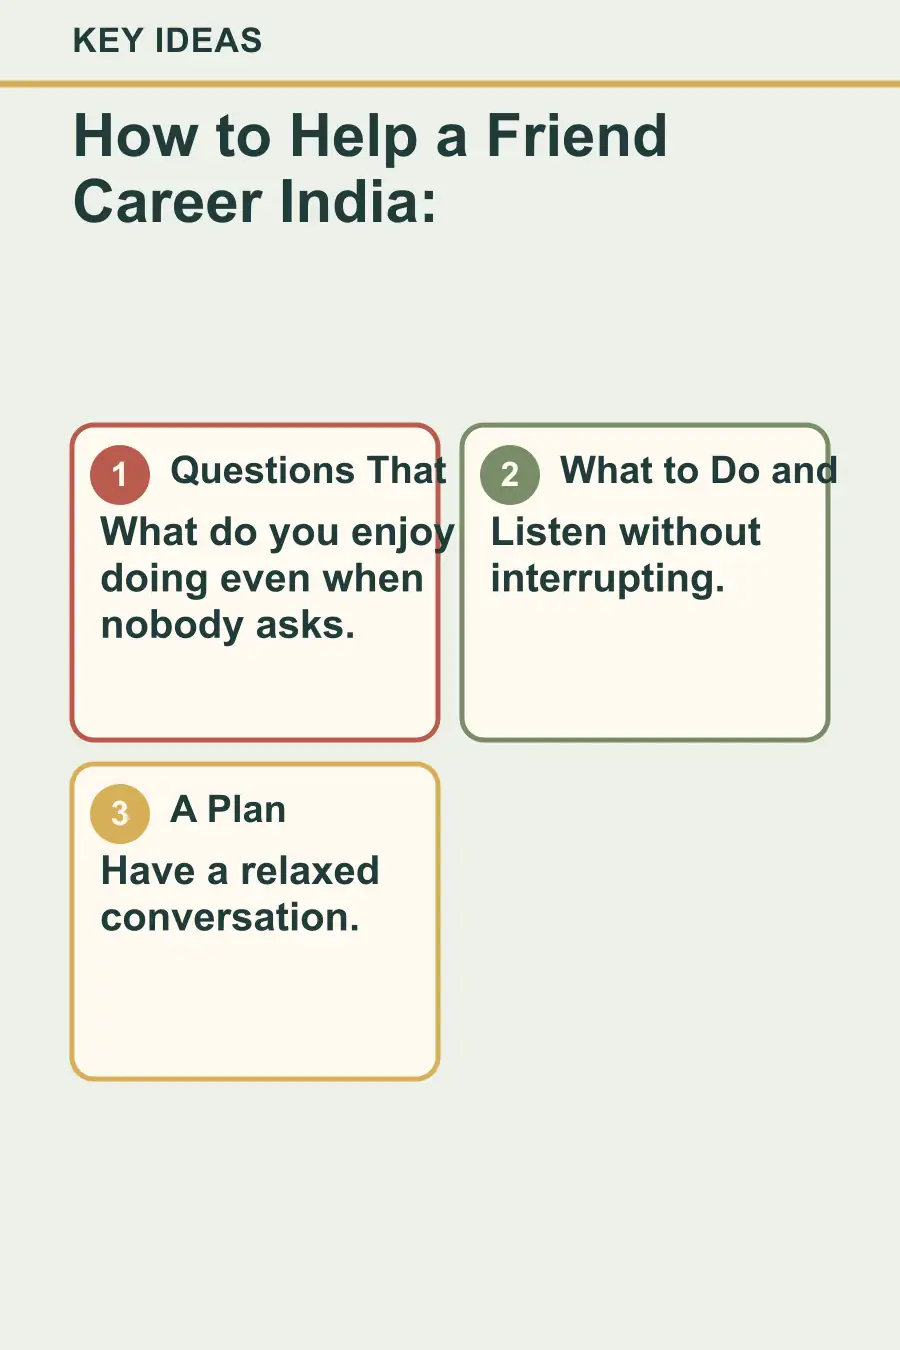 KEY IDEAS
How to Help a Friend
Career India:
1
Questions That
What do you enjoy
doing even when
nobody asks.
2
What to Do and
Listen without
interrupting.
3
A Plan
Have a relaxed
conversation.